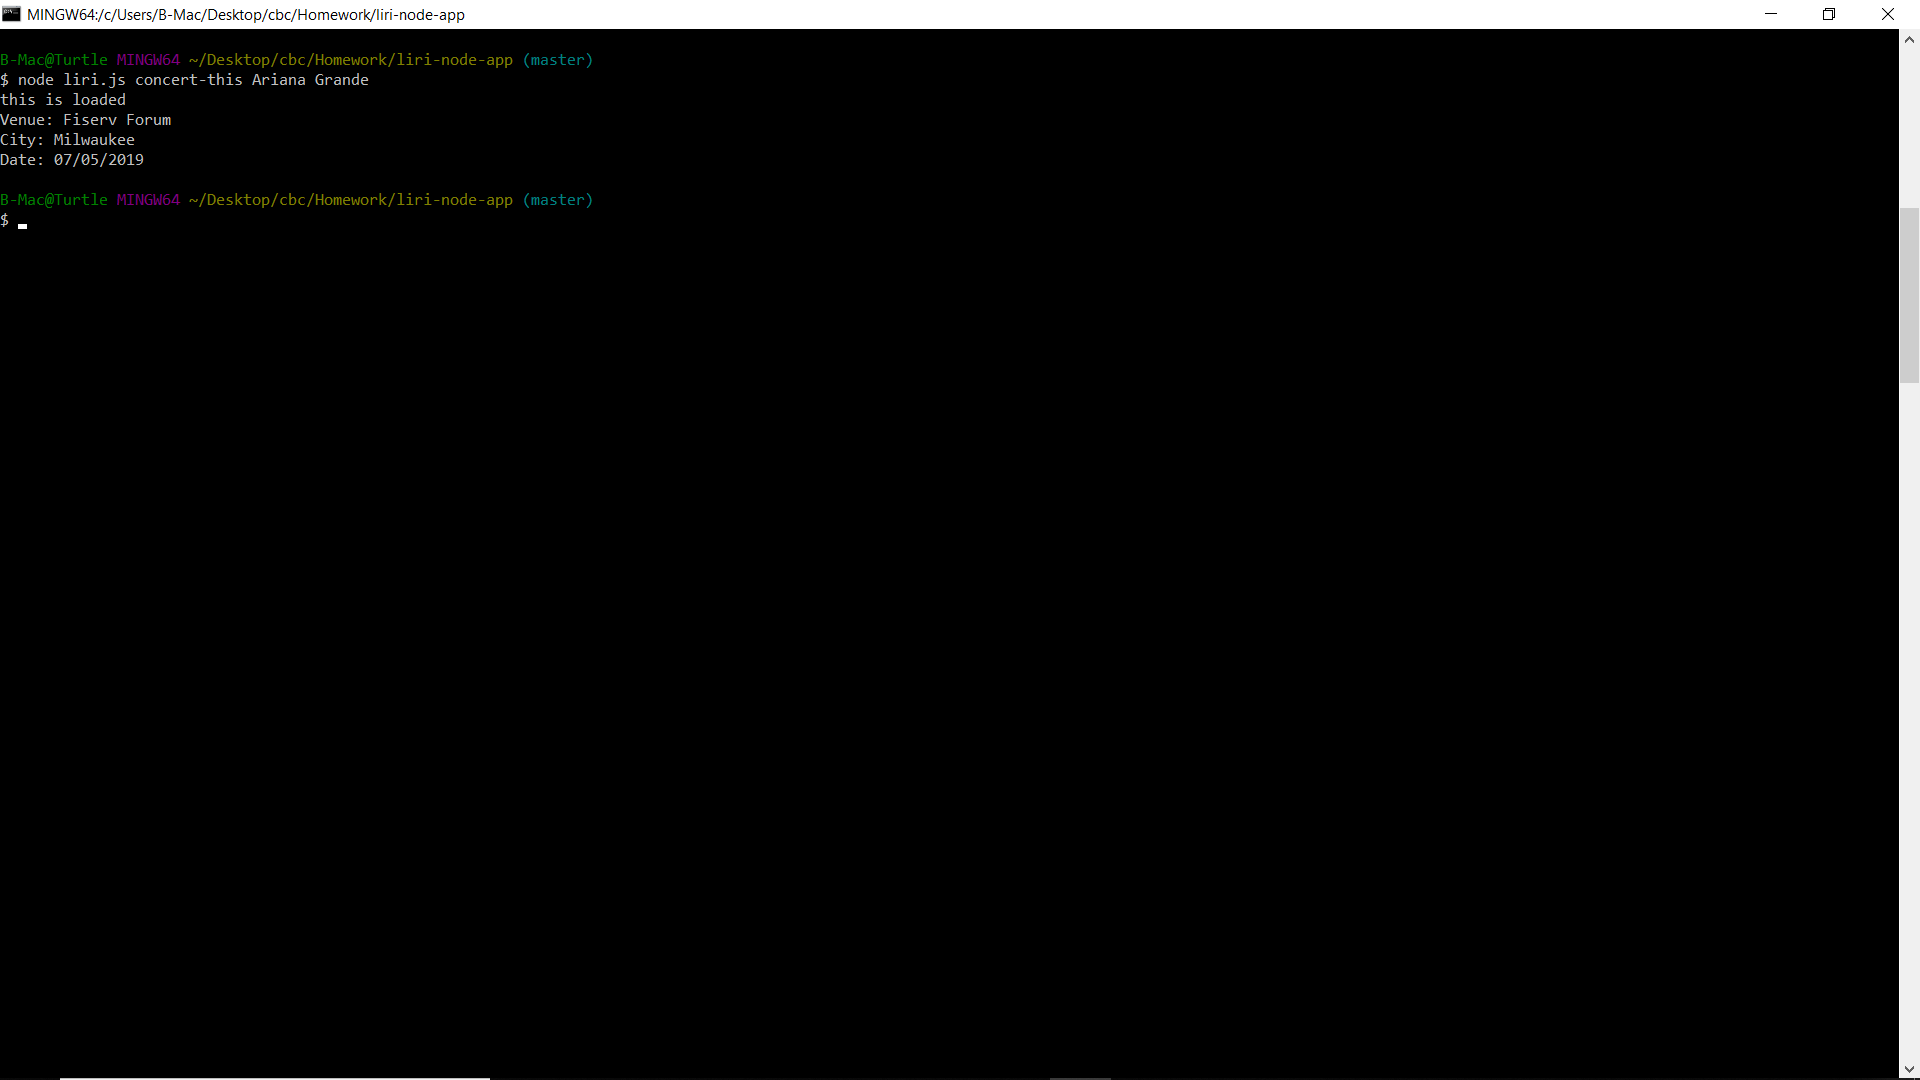 MINGW64:/c/Users/B-Mac/Desktop/cbc/Homework/liri-node-app
B-Mac@Turtle MINGW64 ~/Desktop/cbc/Homework/liri-node-app (master)
$ node liri.js concert-this Ariana Grande
this is loaded
Venue: Fiserv Forum
City: Milwaukee
Date: 07/05/2019
B-Mac@Turtle MINGW64 ~/Desktop/cbc/Homework/liri-node-app (master)
$